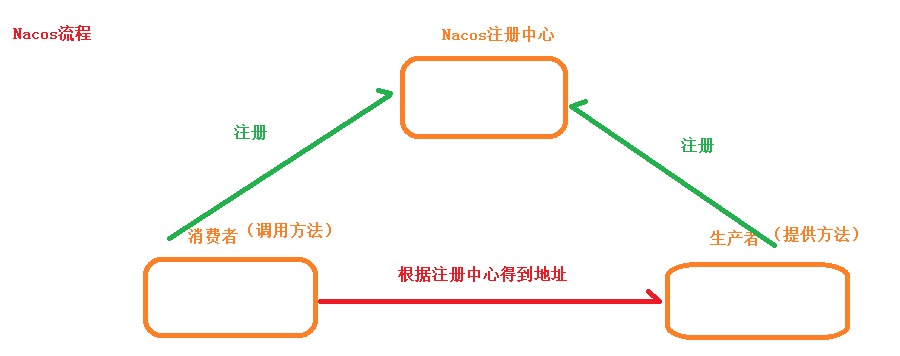 Nacos流程
Nacos注册中心
注册
注册
消费者（调用方法）
生产者（提供方法）
根据注册中心得到地址